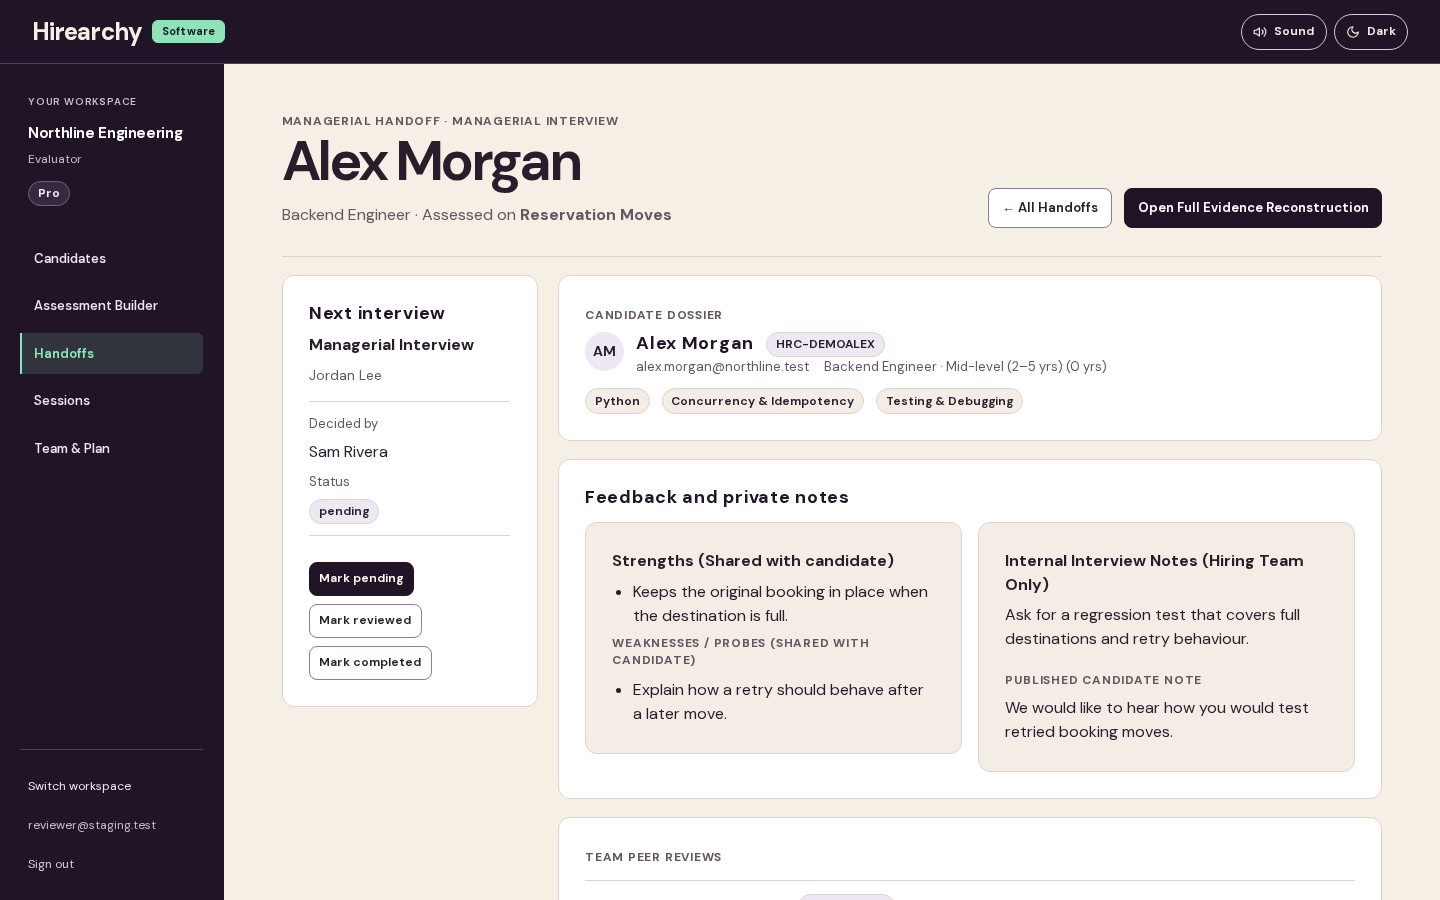 Hirearchy Software
Sound
Dark
YOUR WORKSPACE
Northline Engineering
Evaluator
Pro
Candidates
Assessment Builder
Handoffs
Sessions
Team & Plan
Switch workspace
reviewer@staging.test
Sign out
MANAGERIAL HANDOFF · MANAGERIAL INTERVIEW
Alex Morgan
Backend Engineer · Assessed on Reservation Moves
← All Handoffs
Open Full Evidence Reconstruction
Next interview
Managerial Interview
Jordan Lee
Decided by
Sam Rivera
Status
pending
Mark pending
Mark reviewed
Mark completed
CANDIDATE DOSSIER
AM
Alex Morgan HRC-DEMOALEX
alex.morgan@northline.test Backend Engineer · Mid-level (2–5 yrs) (0 yrs)
Python Concurrency & Idempotency Testing & Debugging
Feedback and private notes
Strengths (Shared with candidate)
• Keeps the original booking in place when
the destination is full.
WEAKNESSES / PROBES (SHARED WITH
CANDIDATE)
• Explain how a retry should behave after
a later move.
Internal Interview Notes (Hiring Team
Only)
Ask for a regression test that covers full
destinations and retry behaviour.
PUBLISHED CANDIDATE NOTE
We would like to hear how you would test
retried booking moves.
TEAM PEER REVIEWS